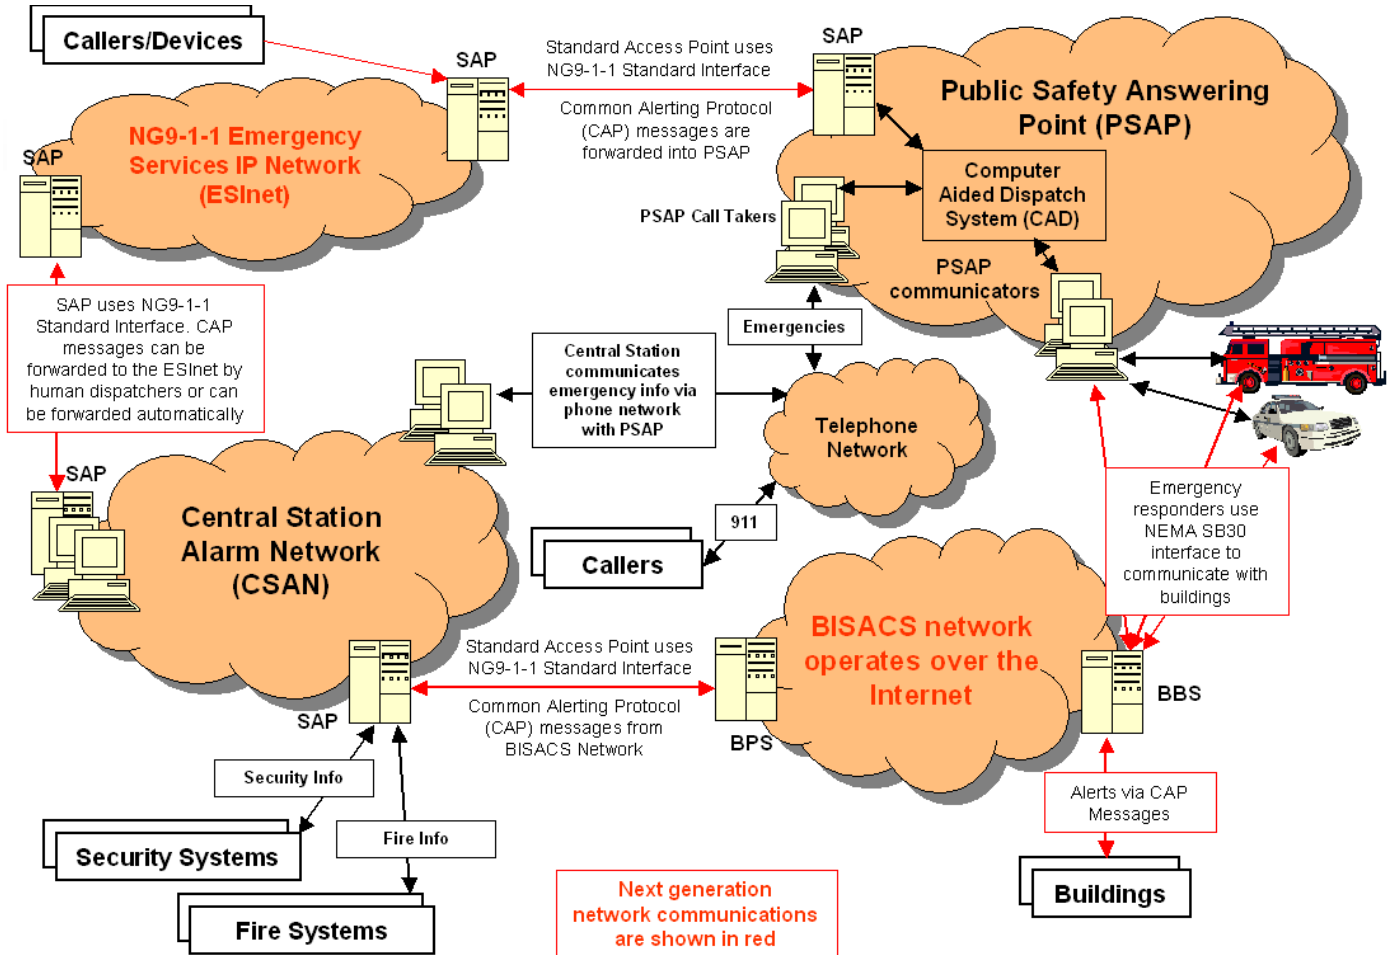 Callers/Devices
SAP
Standard Access Point uses
NG9-1-1 Standard Interface
Common Alerting Protocol
(CAP) messages are
forwarded into PSAP
SAP
Public Safety Answering
Point (PSAP)
NG9-1-1 Emergency
Services IP Network
(ESInet)
SAP
Computer
Aided Dispatch
System (CAD)
PSAP Call Takers
PSAP
communicators
SAP uses NG9-1-1
Standard Interface. CAP
messages can be
forwarded to the ESInet by
human dispatchers or can
be forwarded automatically
Emergencies
Central Station
communicates
emergency info via
phone network
with PSAP
Telephone
Network
SAP
Central Station
Alarm Network
(CSAN)
911
Callers
Emergency
responders use
NEMA SB30
interface to
communicate with
buildings
BISACS network
operates over the
Internet
Standard Access Point uses
NG9-1-1 Standard Interface
Common Alerting Protocol
(CAP) messages from
BISACS Network
SAP
BPS
BBS
Security Info
Fire Info
Alerts via CAP
Messages
Security Systems
Fire Systems
Buildings
Next generation
network communications
are shown in red